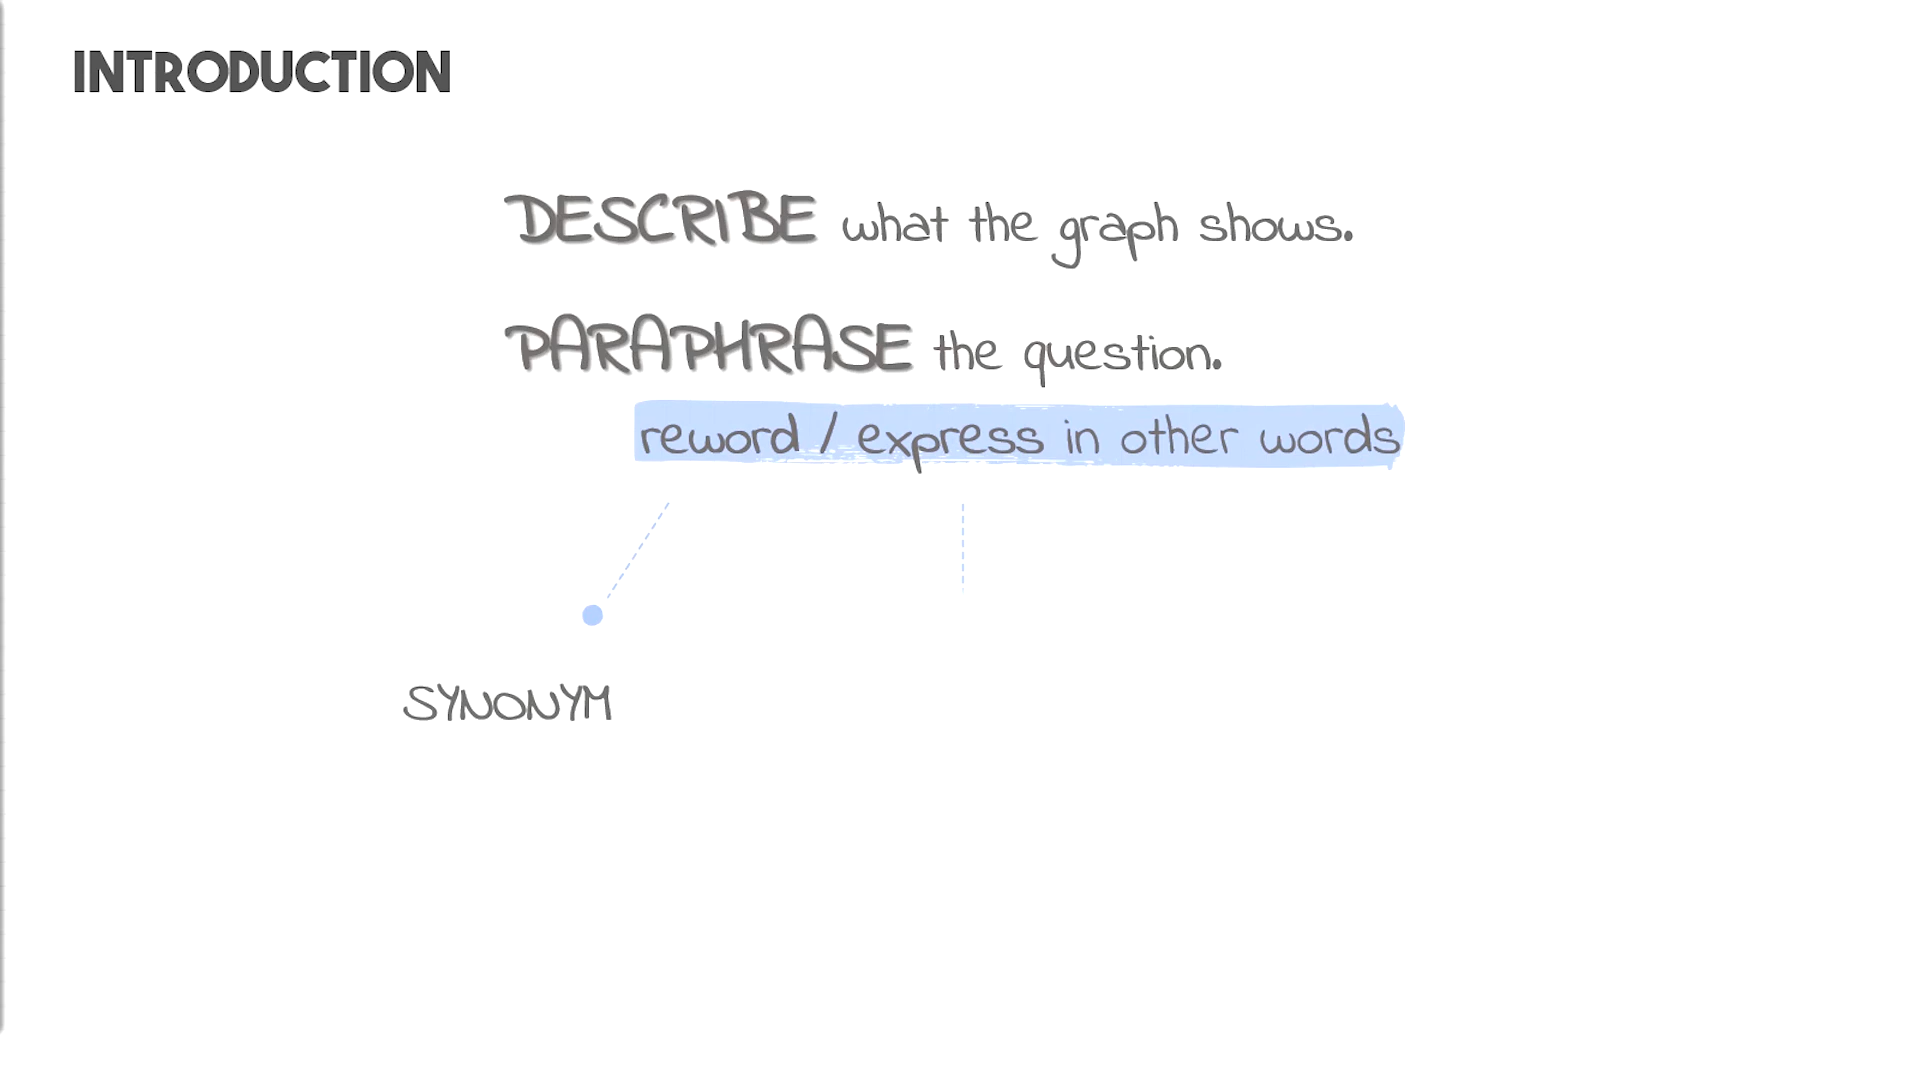 INTRODUCTION
DESCRIBE what the graph shows.
PARAPHRASE the question.
reword / express in other words
SYNONYM